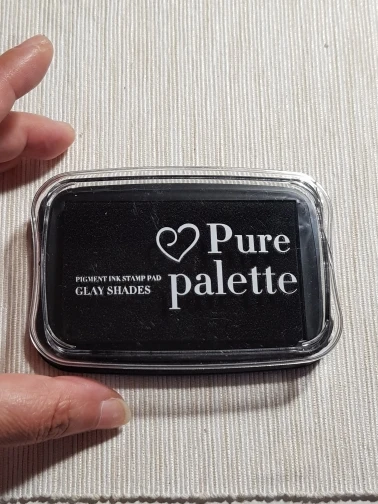 Pure
palette
PIGMENT INK STAMP PAD
GLAY SHADES